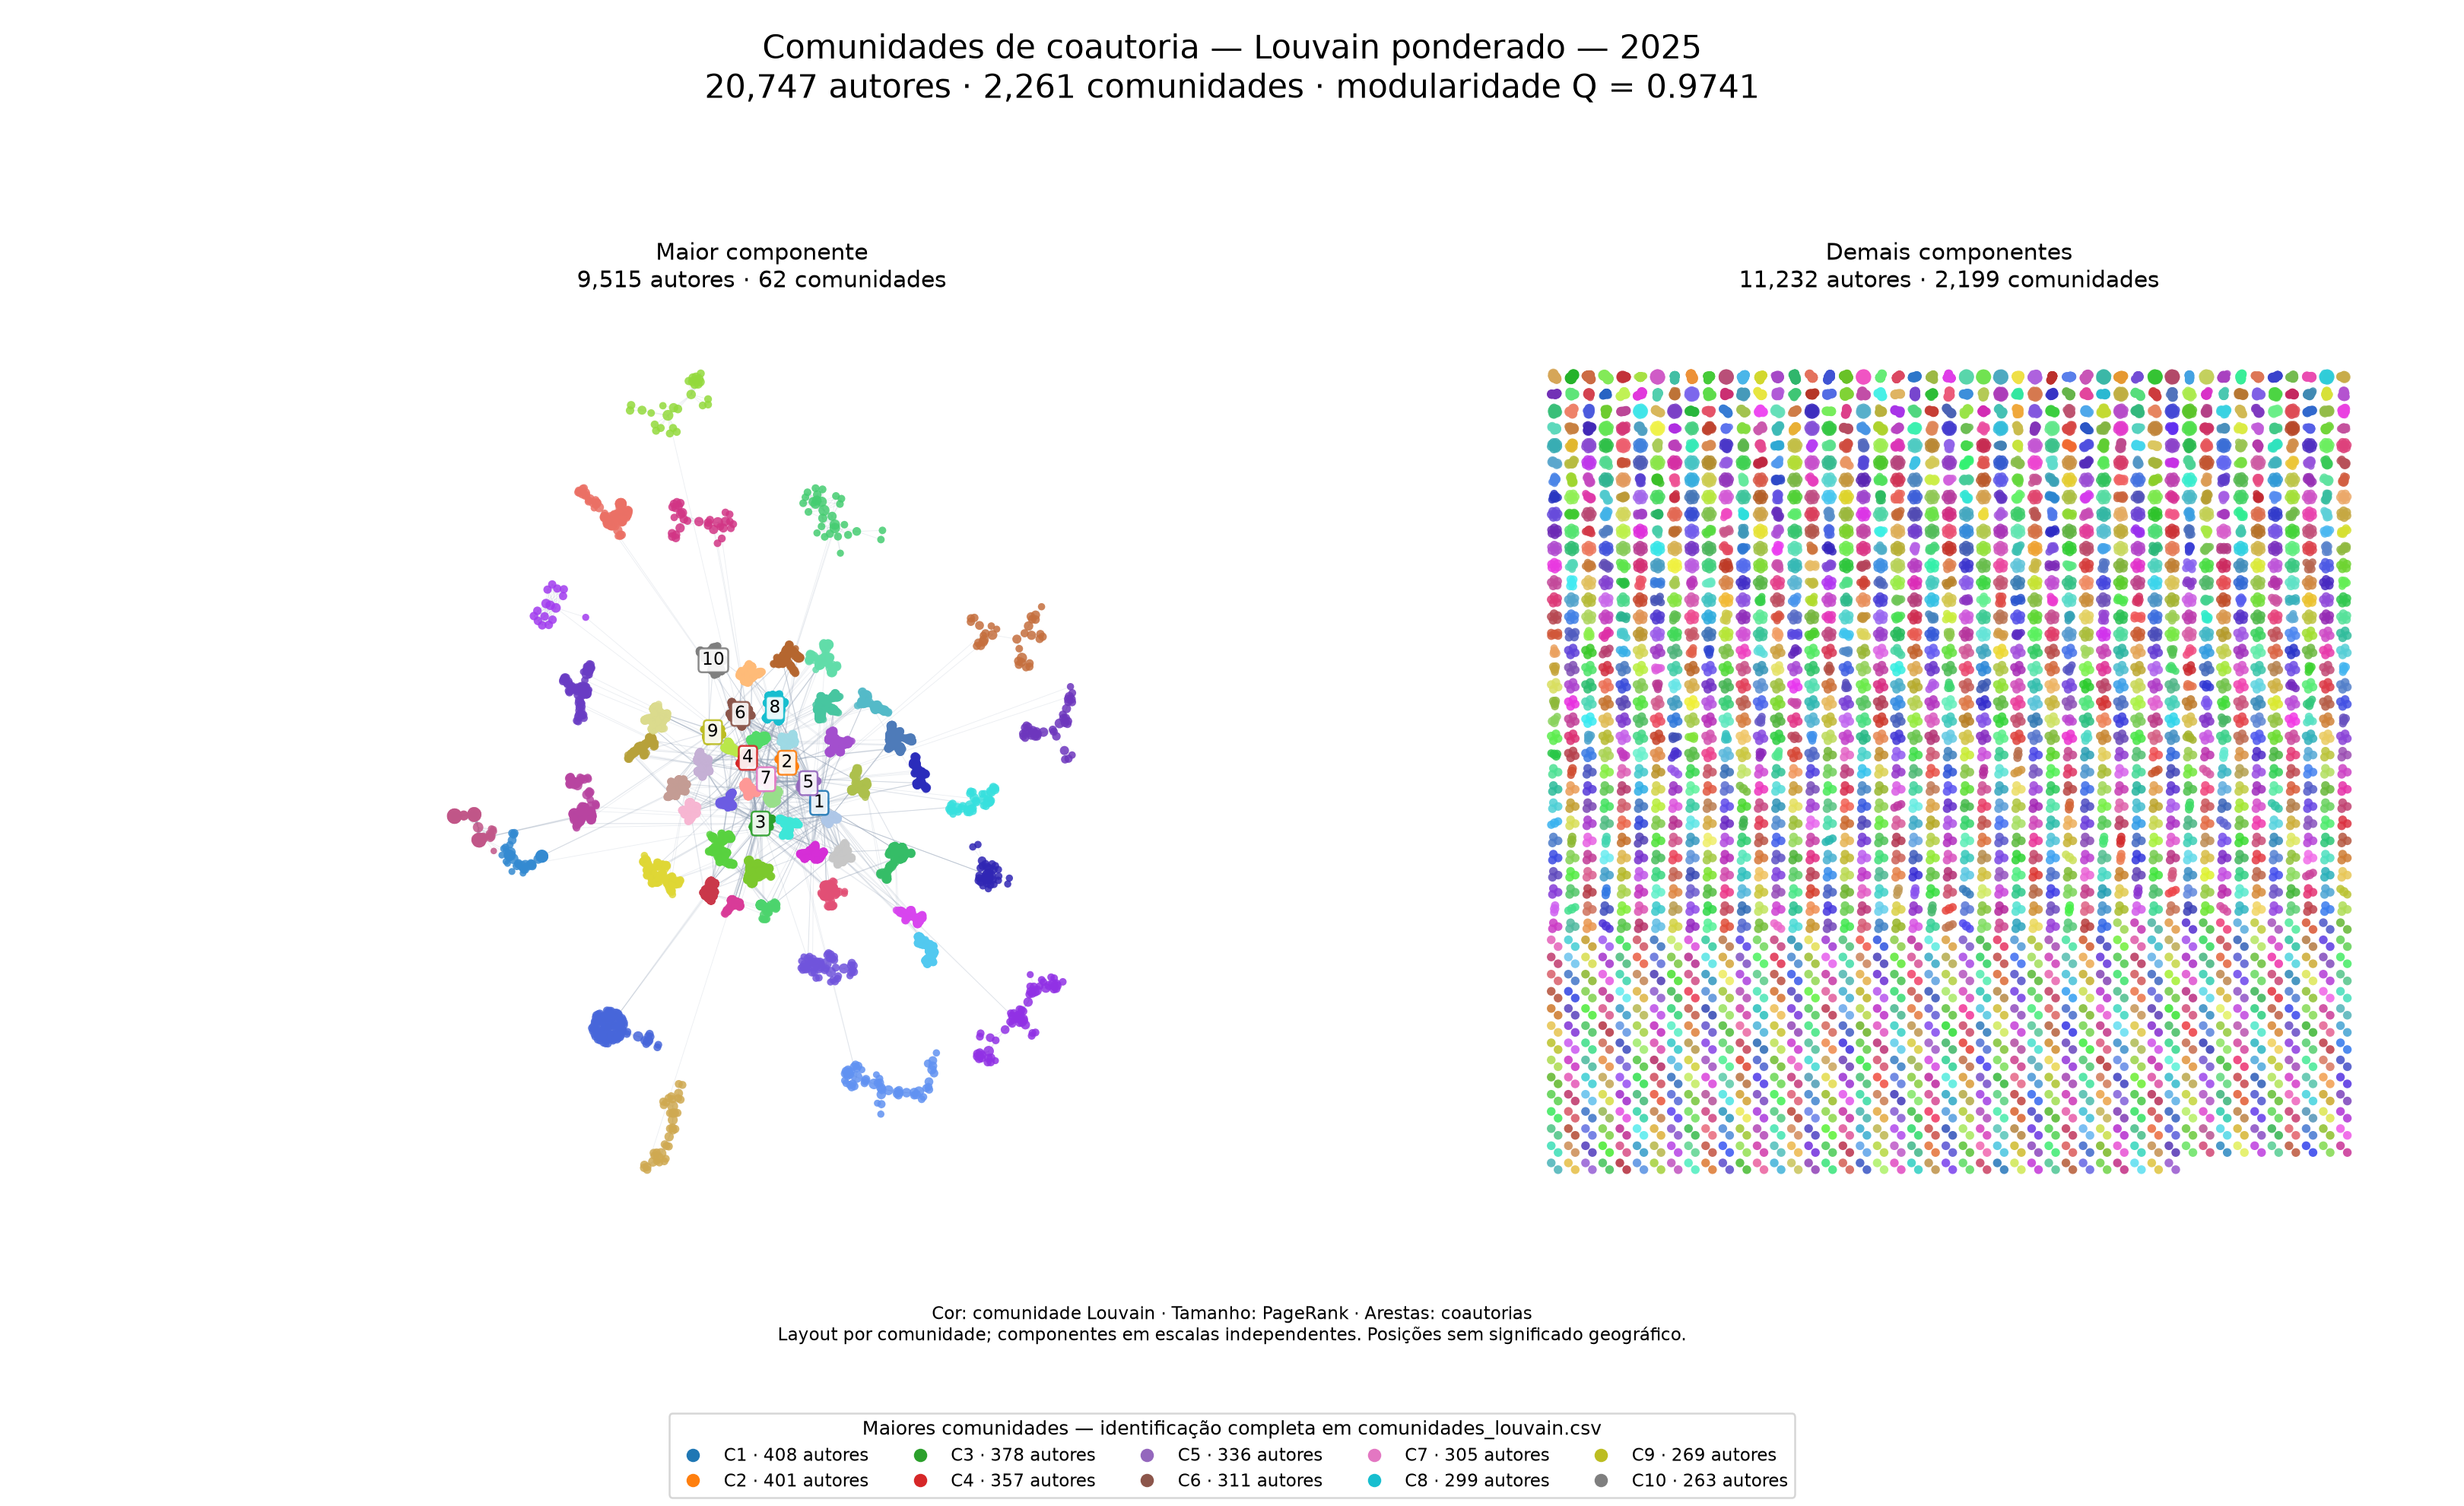 Comunidades de coautoria — Louvain ponderado — 2025
20,747 autores · 2,261 comunidades · modularidade Q = 0.9741
Maior componente
9,515 autores · 62 comunidades
Demais componentes
11,232 autores · 2,199 comunidades
10
6
8
9
4
2
7
5
1
3
Cor: comunidade Louvain · Tamanho: PageRank · Arestas: coautorias
Layout por comunidade; componentes em escalas independentes. Posições sem significado geográfico.
Maiores comunidades — identificação completa em comunidades_louvain.csv
C1 · 408 autores C3 · 378 autores C5 · 336 autores C7 · 305 autores C9 · 269 autores
C2 · 401 autores C4 · 357 autores C6 · 311 autores C8 · 299 autores C10 · 263 autores